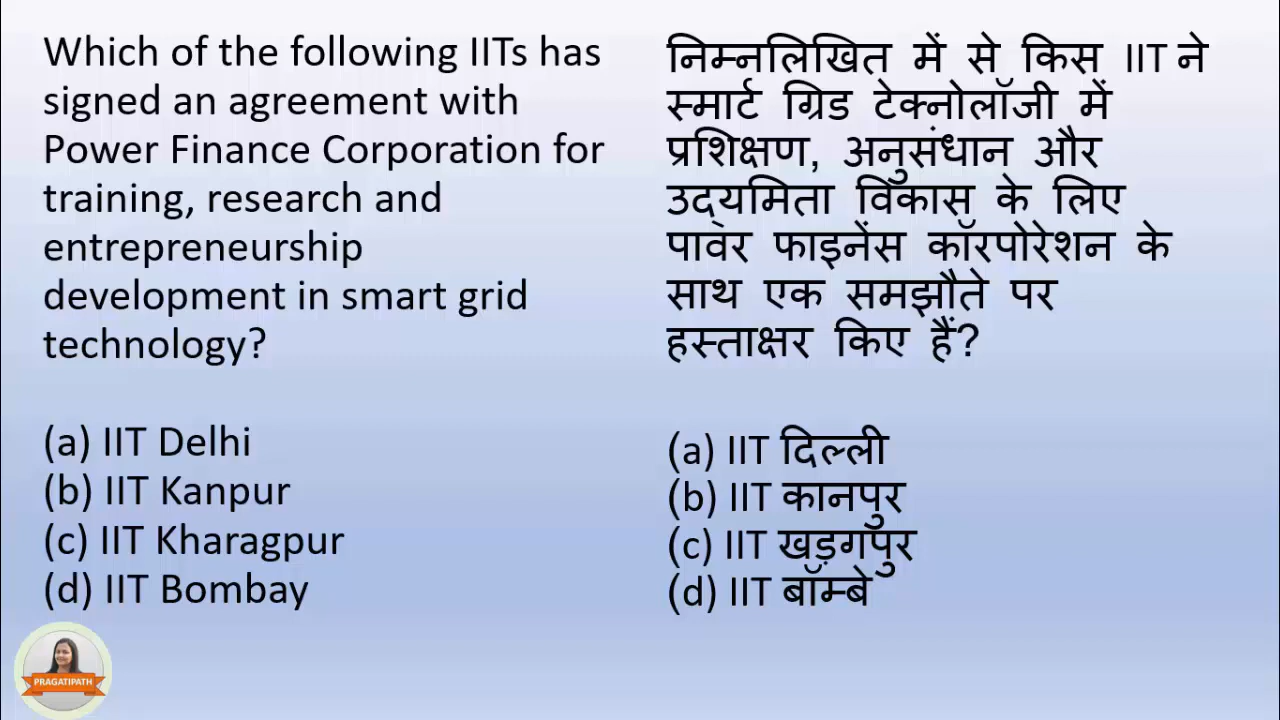 Which of the following IITs has
signed an agreement with
Power Finance Corporation for
training, research and
entrepreneurship
development in smart grid
technology?
(a) IIT Delhi
(b) IIT Kanpur
(c) IIT Kharagpur
(d) IIT Bombay
निम्नलिखित में से किस IIT ने
स्मार्ट ग्रिड टेक्नोलॉजी में
प्रशिक्षण, अनुसंधान और
उद्यमिता विकास के लिए
पावर फाइनेंस कॉरपोरेशन के
साथ एक समझौते पर
हस्ताक्षर किए हैं?
(a) IIT दिल्ली
(b) IIT कानपुर
(c) IIT खड़गपुर
(d) IIT बॉम्बे
PRAGATIPATH